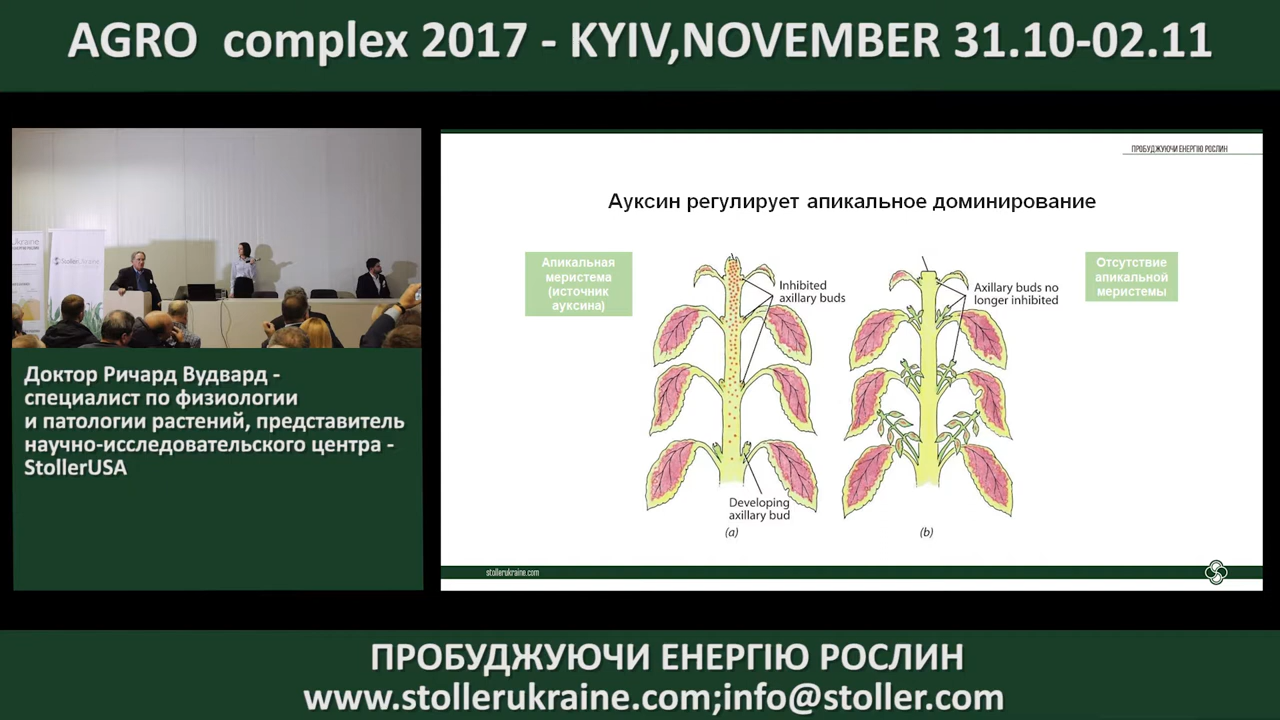 AGRO complex 2017 - KYIV,NOVEMBER 31.10-02.11
StollerUkraine
Доктор Ричард Вудвард -
специалист по физиологии
и патологии растений, представитель
научно-исследовательского центра -
StollerUSA
ПРОБУДЖУЮЧИ ЕНЕРГІЮ РОСЛИН
Ауксин регулирует апикальное доминирование
Апикальная
меристема
(источник
ауксина)
Inhibited
axillary buds
Developing
axillary bud
(a)
Axillary buds no
longer inhibited
(b)
Отсутствие
апикальной
меристемы
stollerukraine.com
ПРОБУДЖУЮЧИ ЕНЕРГІЮ РОСЛИН
www.stollerukraine.com;info@stoller.com